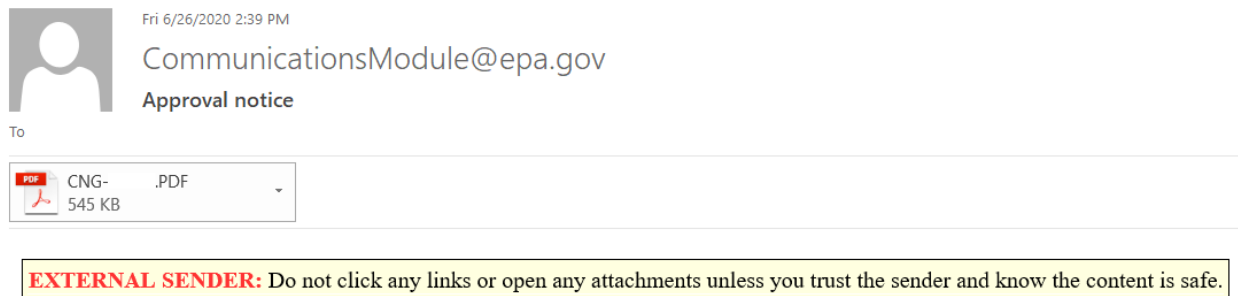 Fri 6/26/2020 2:39 PM
CommunicationsModule@epa.gov
Approval notice
To
PDF
CNG- .PDF
545 KB
EXTERNAL SENDER: Do not click any links or open any attachments unless you trust the sender and know the content is safe.